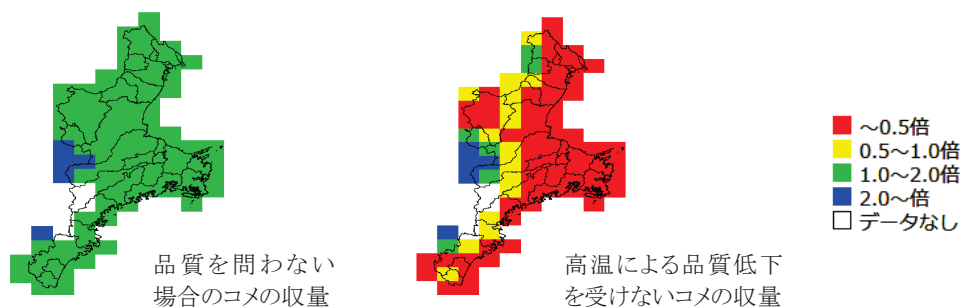 品質を問わない
場合のコメの収量
高温による品質低下
を受けないコメの収量
～0.5倍
0.5～1.0倍
1.0～2.0倍
2.0～倍
データなし